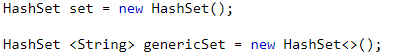 HashSet set = new HashSet();
HashSet <String> genericSet = new HashSet<>();